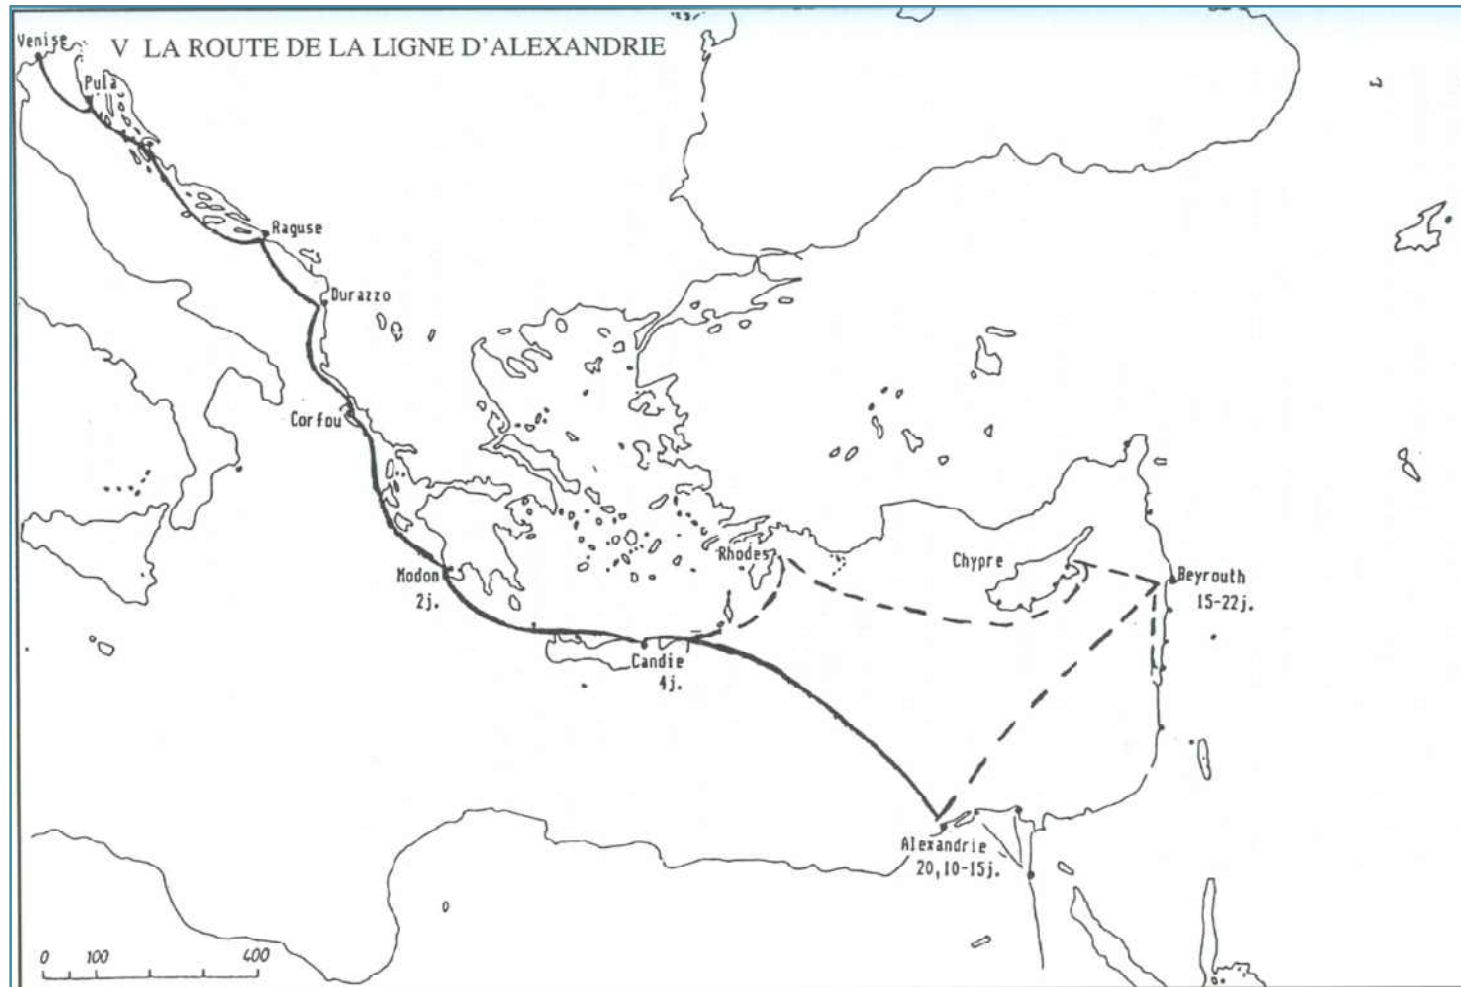 V LA ROUTE DE LA LIGNE D'ALEXANDRIE
Venise
Pula
Raguse
Durazzo
Corfou
Modon
2j.
Rhodes
Chypre
Beyrouth
15-22j.
Candie
4j.
Alexandrie
20,10-15j.
0 100 400